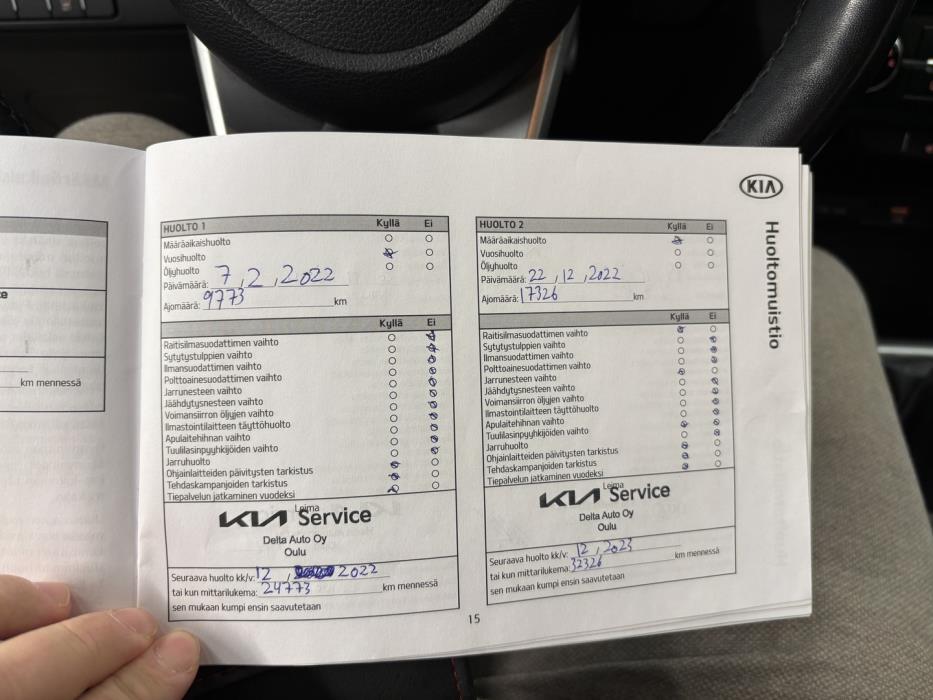 e
km mennessä
KIA
Huoltomuistio
HUOLTO 1 Kyllä Ei
Määräaikaishuolto
Vuosihuolto
Öljyhuolto
Päivämäärä: 7, 2, 2022
Ajomäärä: 9773 km
Kyllä Ei
Raitisilmasuodattimen vaihto
Sytytystulppien vaihto
Ilmansuodattimen vaihto
Polttoainesuodattimen vaihto
Jarrunesteen vaihto
Jäähdytysnesteen vaihto
Voimansiirron öljyjen vaihto
Ilmastointilaitteen täyttöhuolto
Apulaitehihnan vaihto
Tuulilasinpyyhkijöiden vaihto
Jarruhuolto
Ohjainlaitteiden päivitysten tarkistus
Tehdaskampanjoiden tarkistus
Tiepalvelun jatkaminen vuodeksi
Leima
KIA Service
Delta Auto Oy
Oulu
Seuraava huolto kk/v: 12, 2022
tai kun mittarilukema: 24773 km mennessä
sen mukaan kumpi ensin saavutetaan
HUOLTO 2 Kyllä Ei
Määräaikaishuolto
Vuosihuolto
Öljyhuolto
Päivämäärä: 22, 12, 2022
Ajomäärä: 17326 km
Kyllä Ei
Raitisilmasuodattimen vaihto
Sytytystulppien vaihto
Ilmansuodattimen vaihto
Polttoainesuodattimen vaihto
Jarrunesteen vaihto
Jäähdytysnesteen vaihto
Voimansiirron öljyjen vaihto
Ilmastointilaitteen täyttöhuolto
Apulaitehihnan vaihto
Tuulilasinpyyhkijöiden vaihto
Jarruhuolto
Ohjainlaitteiden päivitysten tarkistus
Tehdaskampanjoiden tarkistus
Tiepalvelun jatkaminen vuodeksi
Leima
KIA Service
Delta Auto Oy
Oulu
Seuraava huolto kk/v: 12, 2023
tai kun mittarilukema: 32326 km mennessä
sen mukaan kumpi ensin saavutetaan
15